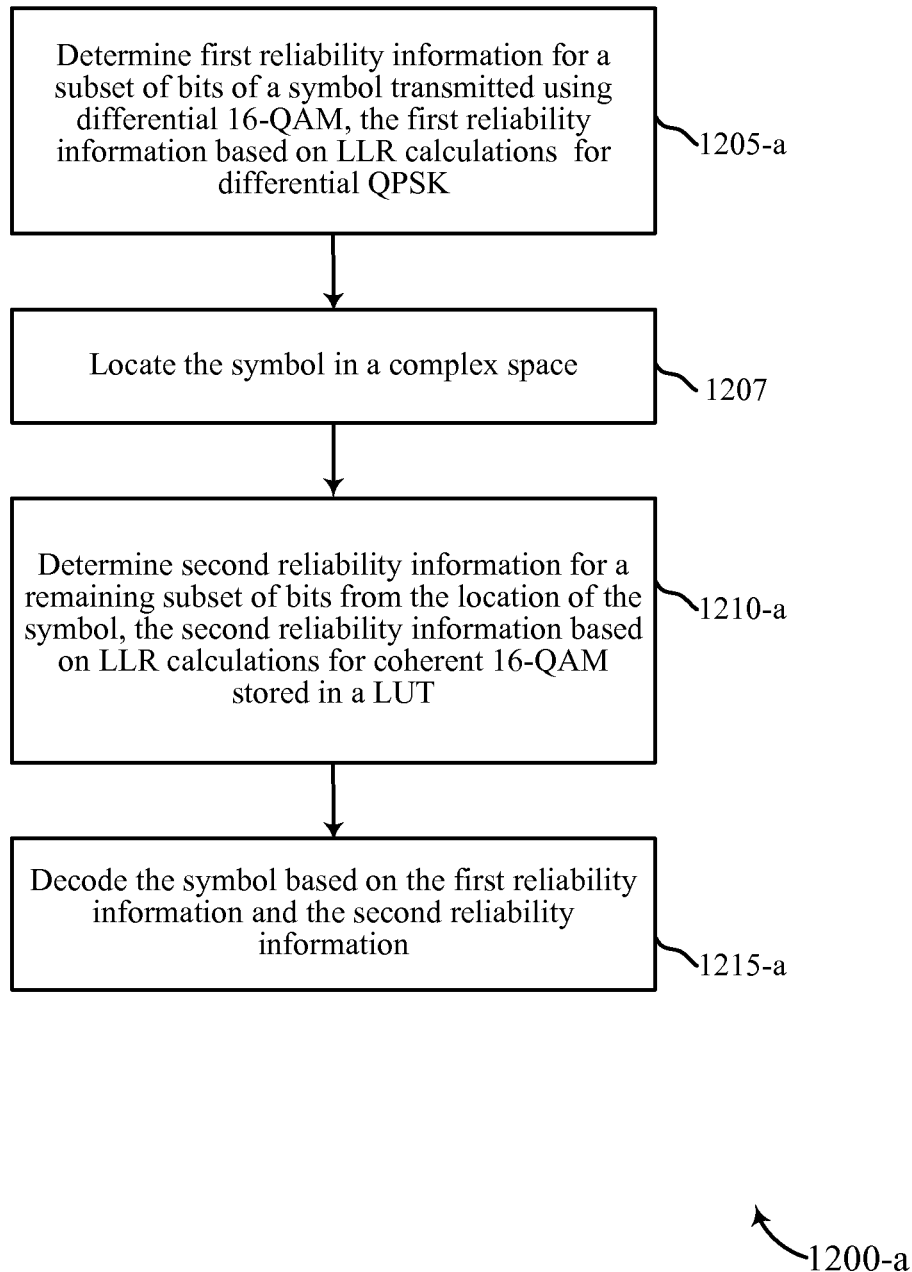 Determine first reliability information for a
subset of bits of a symbol transmitted using
differential 16-QAM, the first reliability
information based on LLR calculations for
differential QPSK
1205-a
Locate the symbol in a complex space
1207
Determine second reliability information for a
remaining subset of bits from the location of the
symbol, the second reliability information based
on LLR calculations for coherent 16-QAM
stored in a LUT
1210-a
Decode the symbol based on the first reliability
information and the second reliability
information
1215-a
1200-a